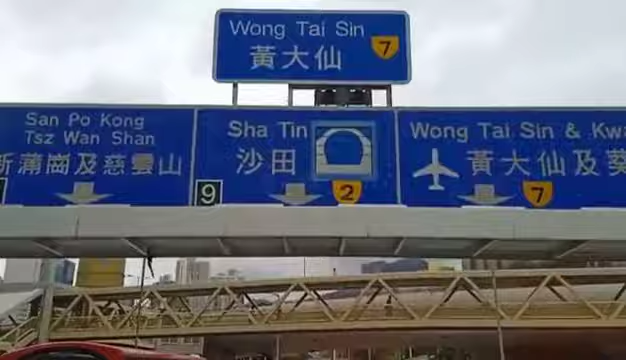 Wong Tai Sin
黃大仙
7
San Po Kong
Tsz Wan Shan
新蒲崗及慈雲山
9
Sha Tin
沙田
2
Wong Tai Sin & Kwa
黃大仙及葵
7